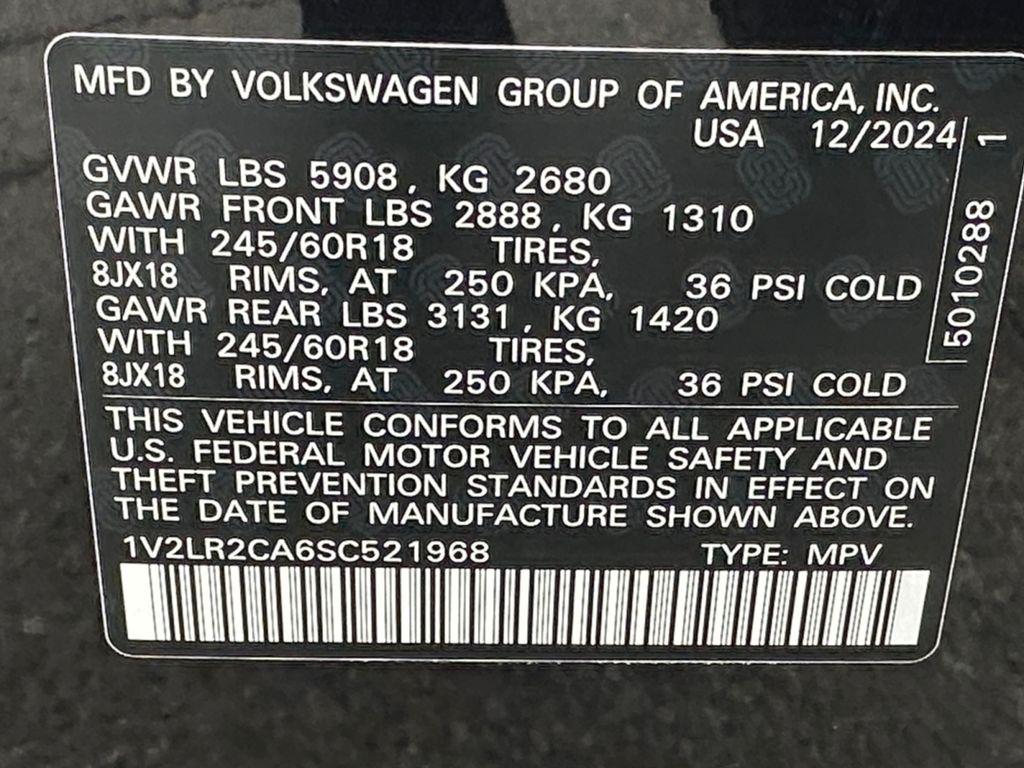 MFD BY VOLKSWAGEN GROUP OF AMERICA, INC.
USA 12/2024
GVWR LBS 5908, KG 2680
GAWR FRONT LBS 2888, KG 1310
WITH 245/60R18 TIRES,
8JX18 RIMS, AT 250 KPA, 36 PSI COLD
GAWR REAR LBS 3131, KG 1420
WITH 245/60R18 TIRES,
8JX18 RIMS, AT 250 KPA, 36 PSI COLD
5010288 1
THIS VEHICLE CONFORMS TO ALL APPLICABLE
U.S. FEDERAL MOTOR VEHICLE SAFETY AND
THEFT PREVENTION STANDARDS IN EFFECT ON
THE DATE OF MANUFACTURE SHOWN ABOVE.
1V2LR2CA6SC521968 TYPE: MPV